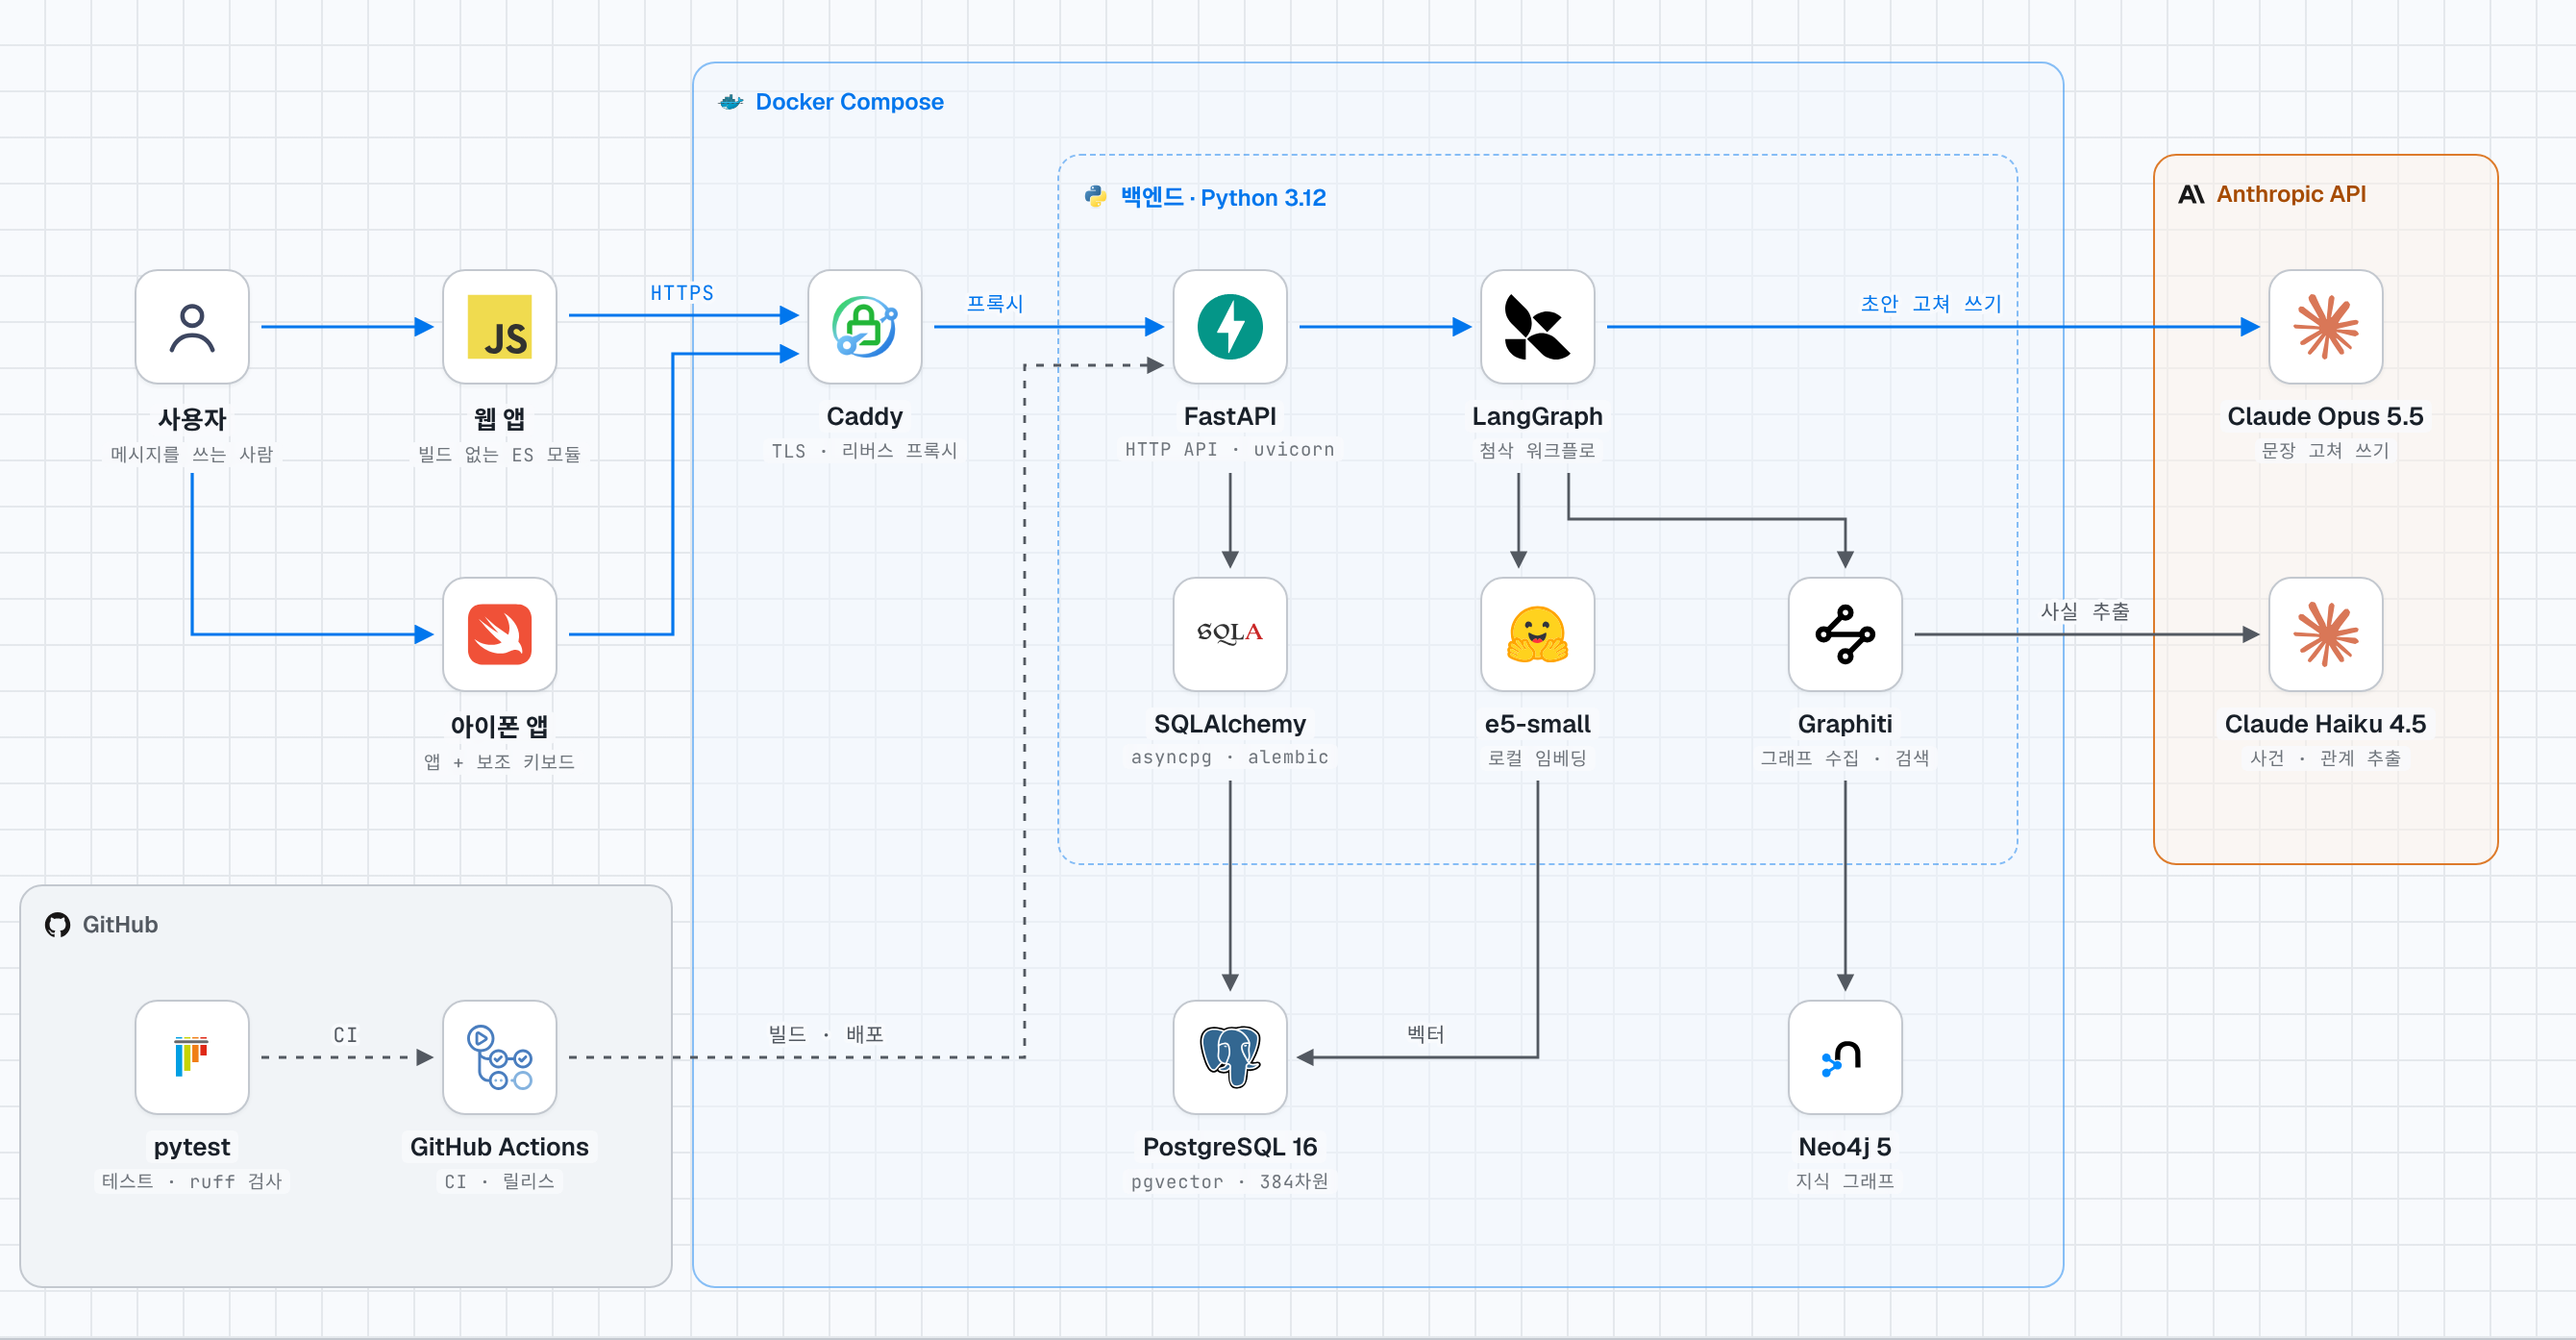 Docker Compose
백엔드 · Python 3.12
Anthropic API
HTTPS
프록시
초안 고쳐 쓰기
JS
사용자
메시지를 쓰는 사람
웹 앱
빌드 없는 ES 모듈
Caddy
TLS · 리버스 프록시
FastAPI
HTTP API · uvicorn
LangGraph
첨삭 워크플로
Claude Opus 5.5
문장 고쳐 쓰기
사실 추출
SQLA
아이폰 앱
앱 + 보조 키보드
SQLAlchemy
asyncpg · alembic
e5-small
로컬 임베딩
Graphiti
그래프 수집 · 검색
Claude Haiku 4.5
사건 · 관계 추출
GitHub
CI
빌드 · 배포
벡터
pytest
테스트 · ruff 검사
GitHub Actions
CI · 릴리스
PostgreSQL 16
pgvector · 384차원
Neo4j 5
지식 그래프